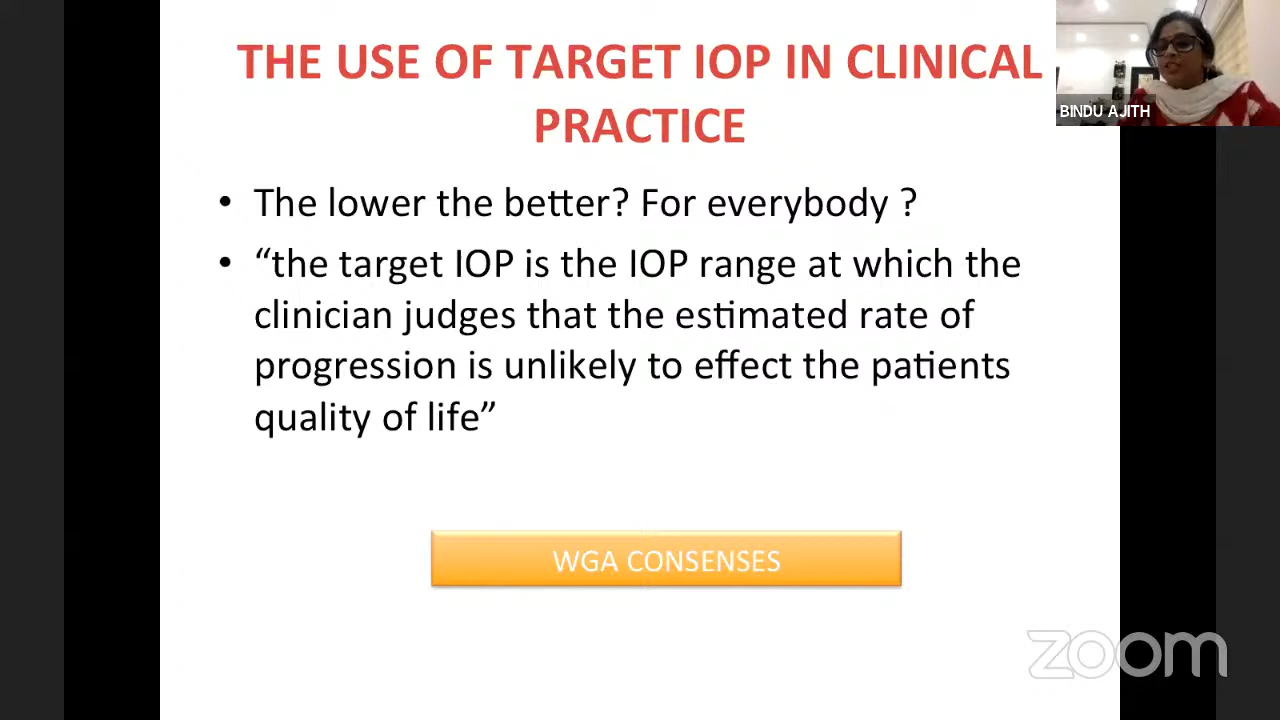 THE USE OF TARGET IOP IN CLINICAL
PRACTICE
BINDU AJITH
• The lower the better? For everybody ?
• “the target IOP is the IOP range at which the
clinician judges that the estimated rate of
progression is unlikely to effect the patients
quality of life”
WGA CONSENSES
zoom